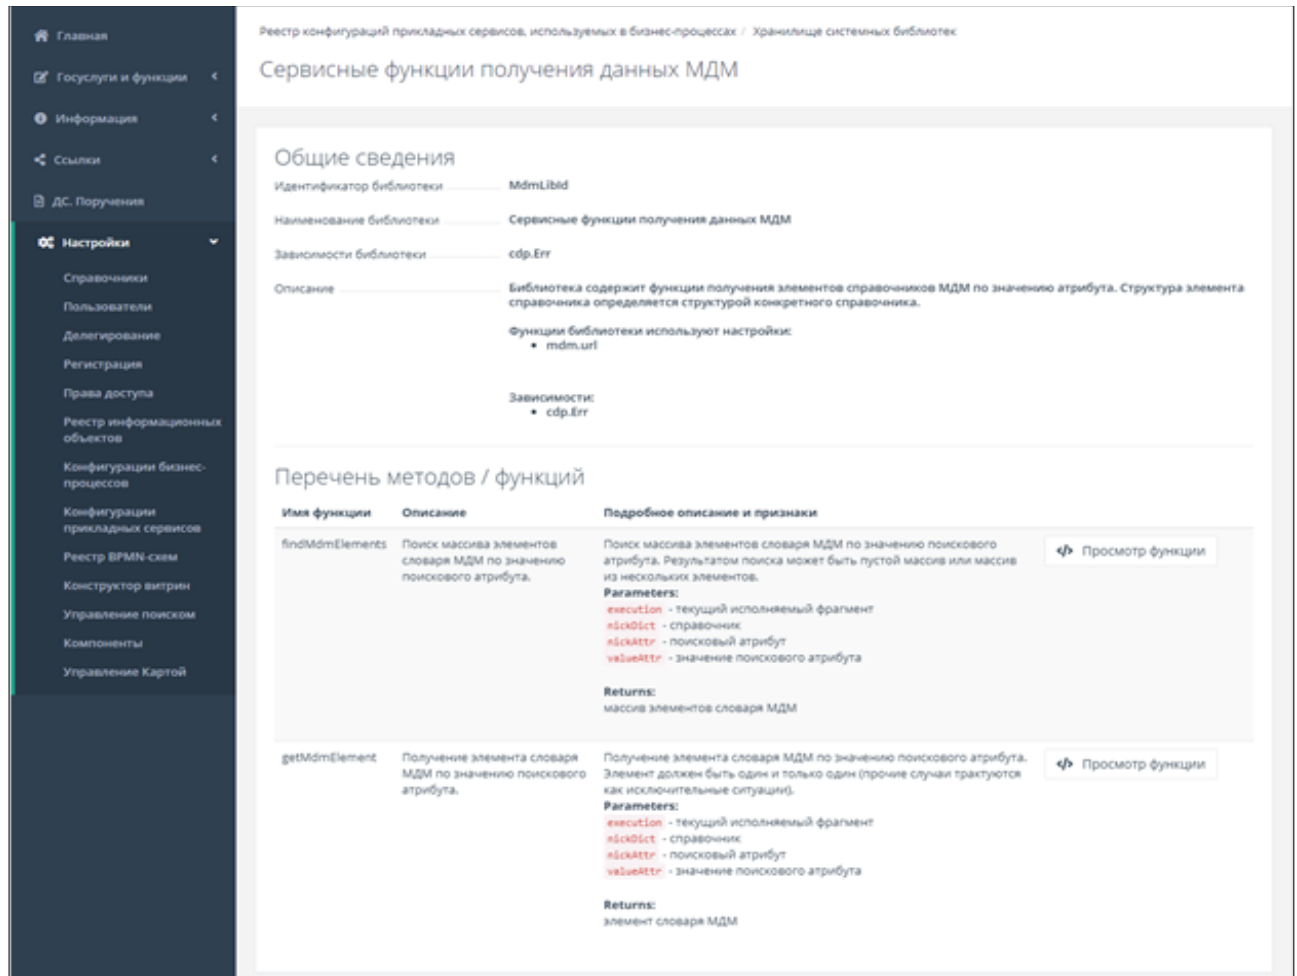 Главная
Госуслуги и функции
Информация
Ссылки
ДС. Поручения
Настройки
Справочники
Пользователи
Делегирование
Регистрация
Права доступа
Реестр информационных
объектов
Конфигурации бизнес-
процессов
Конфигурации
прикладных сервисов
Реестр BPMN-схем
Конструктор витрин
Управление поиском
Компоненты
Управление Картой
Реестр конфигураций прикладных сервисов, используемых в бизнес-процессах / Хранилище системных библиотек
Сервисные функции получения данных МДМ
Общие сведения
Идентификатор библиотеки MdmLibId
Наименование библиотеки Сервисные функции получения данных МДМ
Зависимости библиотеки cdp.Err
Описание Библиотека содержит функции получения элементов справочников МДМ по значению атрибута. Структура элемента
справочника определяется структурой конкретного справочника.
Функции библиотеки используют настройки:
• mdm.url
Зависимости:
• cdp.Err
Перечень методов / функций
Имя функции Описание Подробное описание и признаки
findMdmElements
Поиск массива элементов
словаря МДМ по значению
поискового атрибута.
Поиск массива элементов словаря МДМ по значению поискового
атрибута. Результатом поиска может быть пустой массив или массив
из нескольких элементов.
Parameters:
execution - текущий исполняемый фрагмент
nickDict - справочник
nickAttr - поисковый атрибут
valueAttr - значение поискового атрибута
Returns:
массив элементов словаря МДМ
</> Просмотр функции
getMdmElement
Получение элемента словаря
МДМ по значению поискового
атрибута.
Получение элемента словаря МДМ по значению поискового атрибута.
Элемент должен быть один и только один (прочие случаи трактуются
как исключительные ситуации).
Parameters:
execution - текущий исполняемый фрагмент
nickDict - справочник
nickAttr - поисковый атрибут
valueAttr - значение поискового атрибута
Returns:
элемент словаря МДМ
</> Просмотр функции